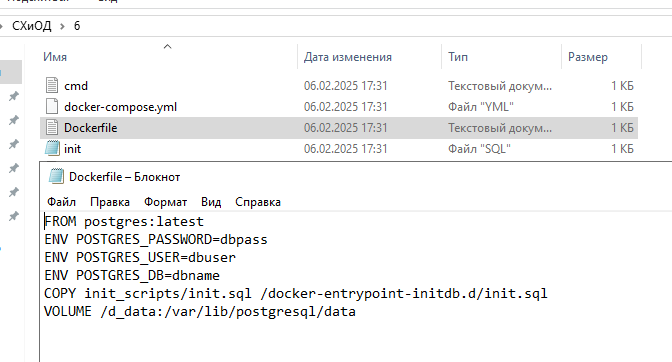 СХиОД > 6
Имя Дата изменения Тип Размер
cmd 06.02.2025 17:31 Текстовый докум... 1 КБ
docker-compose.yml 06.02.2025 17:31 Файл "YML" 1 КБ
Dockerfile 06.02.2025 17:31 Текстовый докум... 1 КБ
init 06.02.2025 17:31 Файл "SQL" 1 КБ
Dockerfile – Блокнот
Файл Правка Формат Вид Справка
FROM postgres:latest
ENV POSTGRES_PASSWORD=dbpass
ENV POSTGRES_USER=dbuser
ENV POSTGRES_DB=dbname
COPY init_scripts/init.sql /docker-entrypoint-initdb.d/init.sql
VOLUME /d_data:/var/lib/postgresql/data